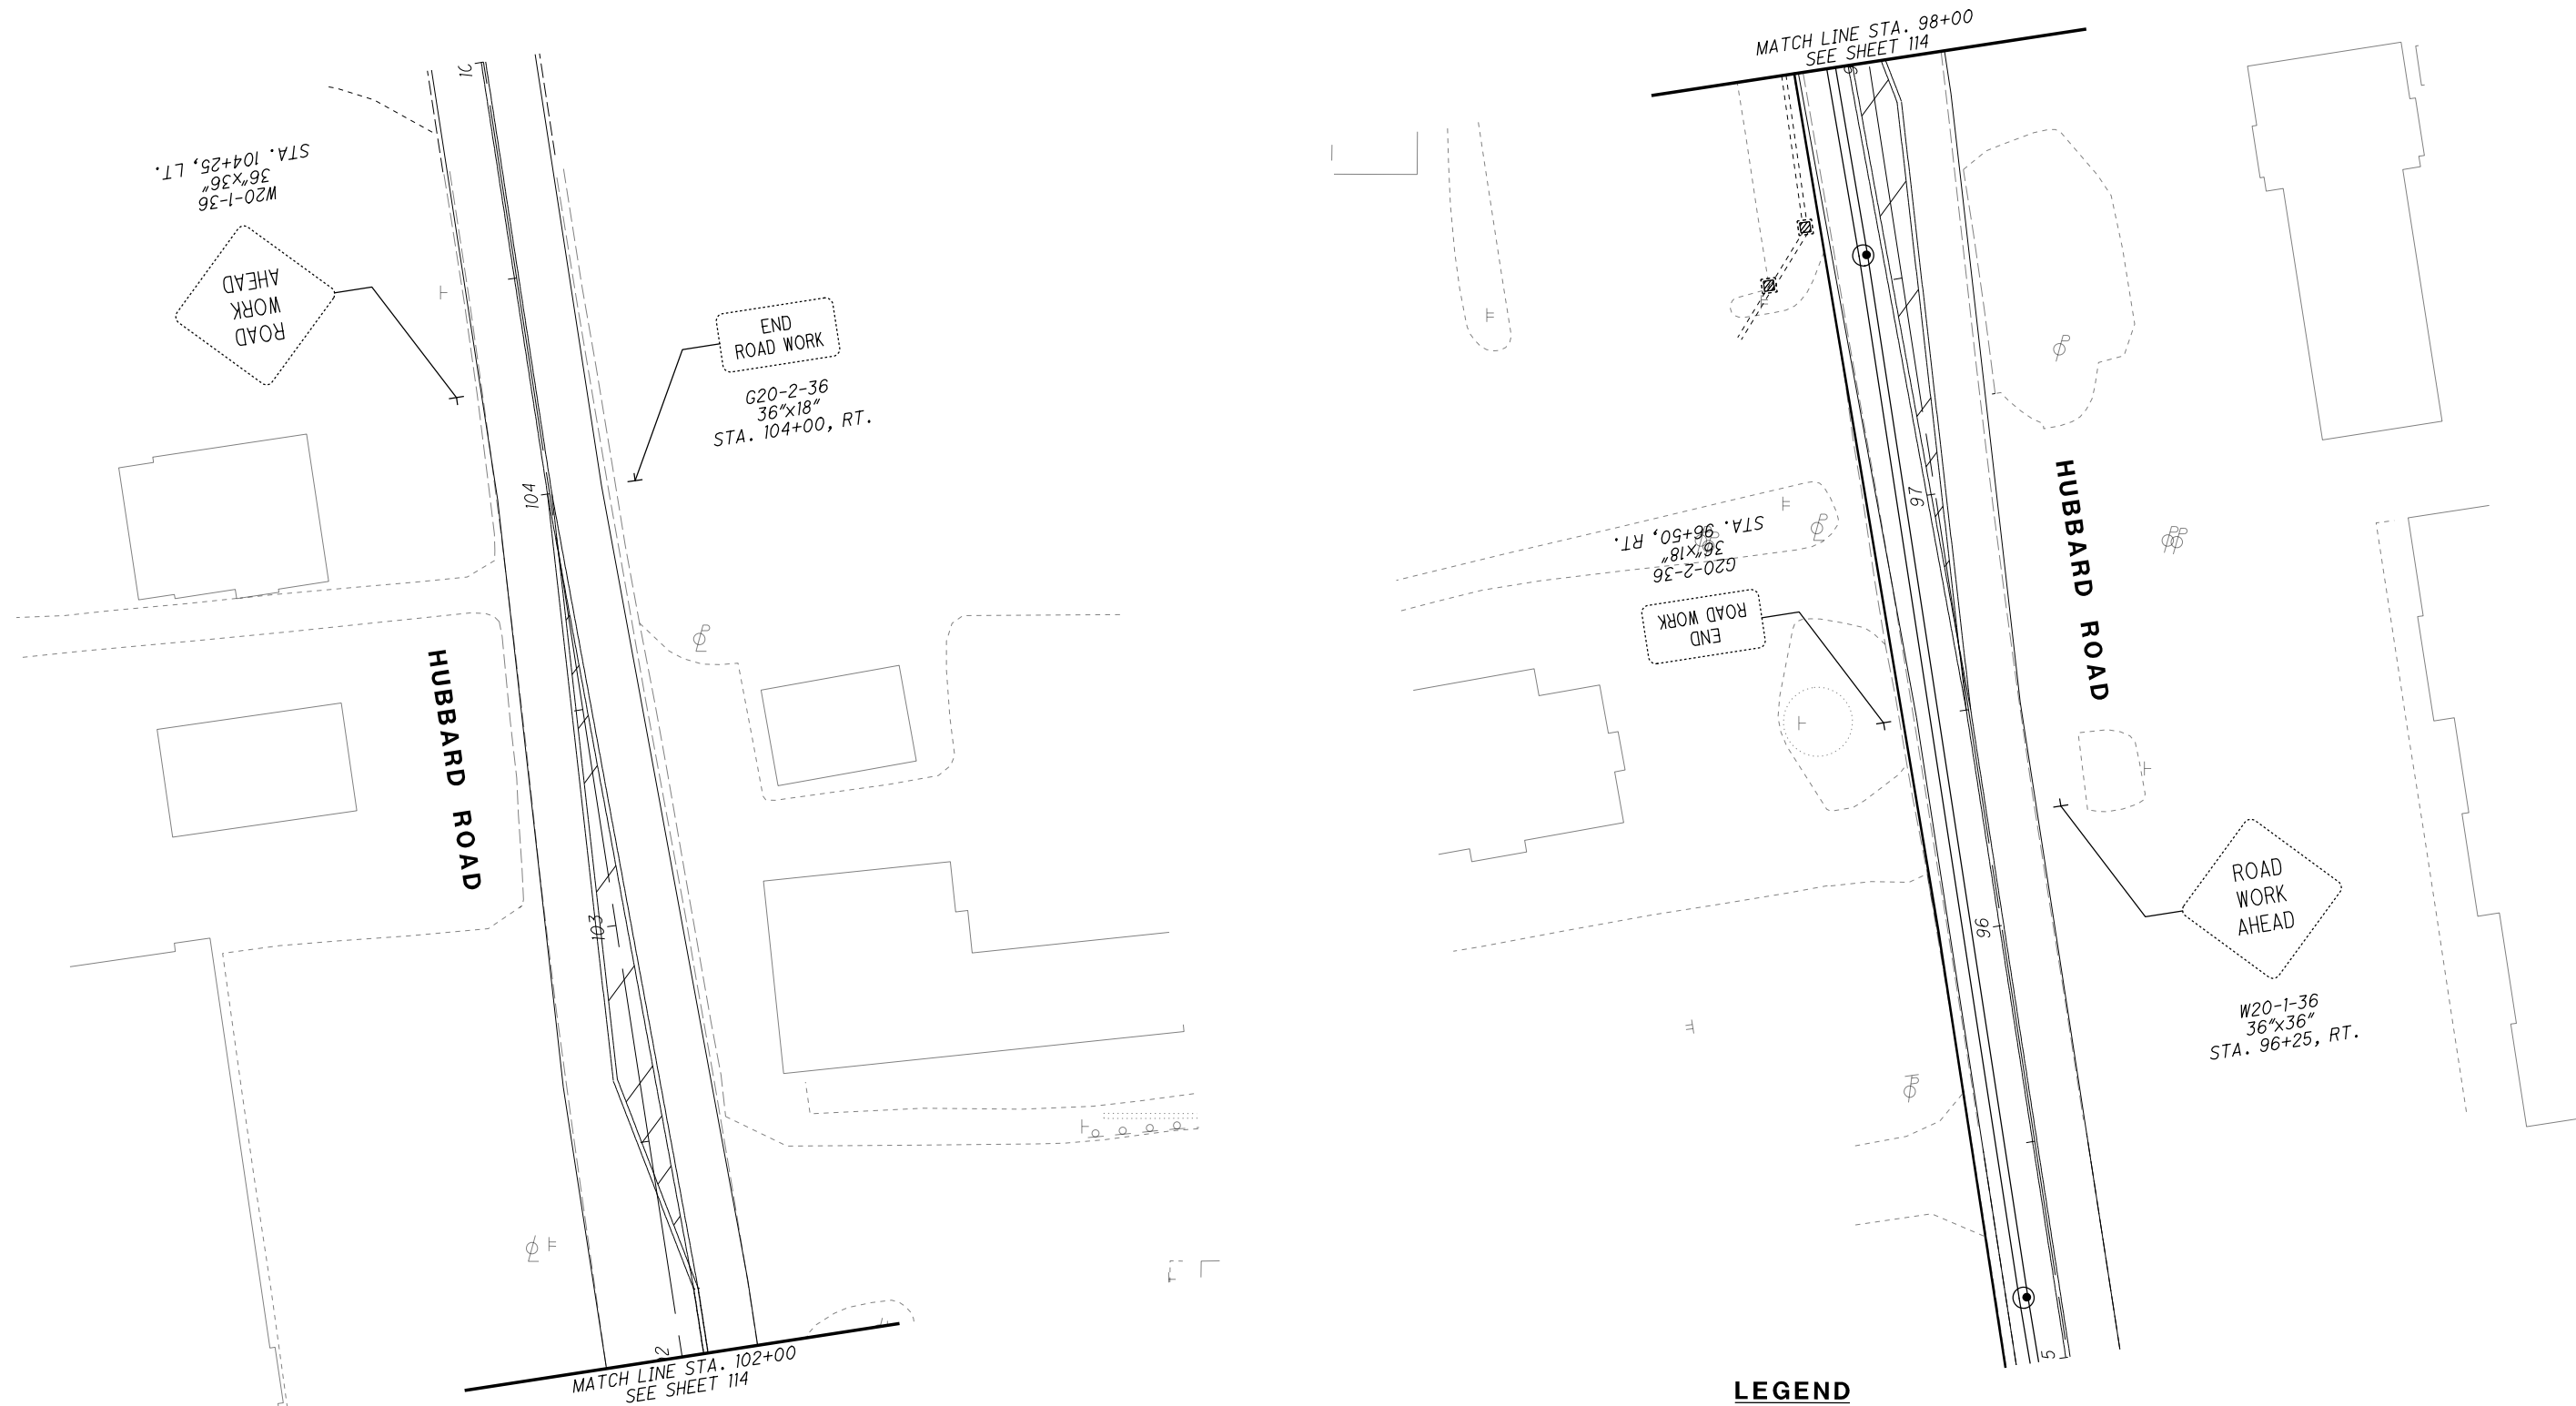 W20-1-36
36"x36"
STA. 104+25, LT.
ROAD
WORK
AHEAD
END
ROAD WORK
G20-2-36
36"x18"
STA. 104+00, RT.
104
HUBBARD ROAD
103
MATCH LINE STA. 102+00
SEE SHEET 114
MATCH LINE STA. 98+00
SEE SHEET 114
97
HUBBARD ROAD
G20-2-36
36"x18"
STA. 96+50, RT.
END
ROAD WORK
96
ROAD
WORK
AHEAD
W20-1-36
36"x36"
STA. 96+25, RT.
5
LEGEND